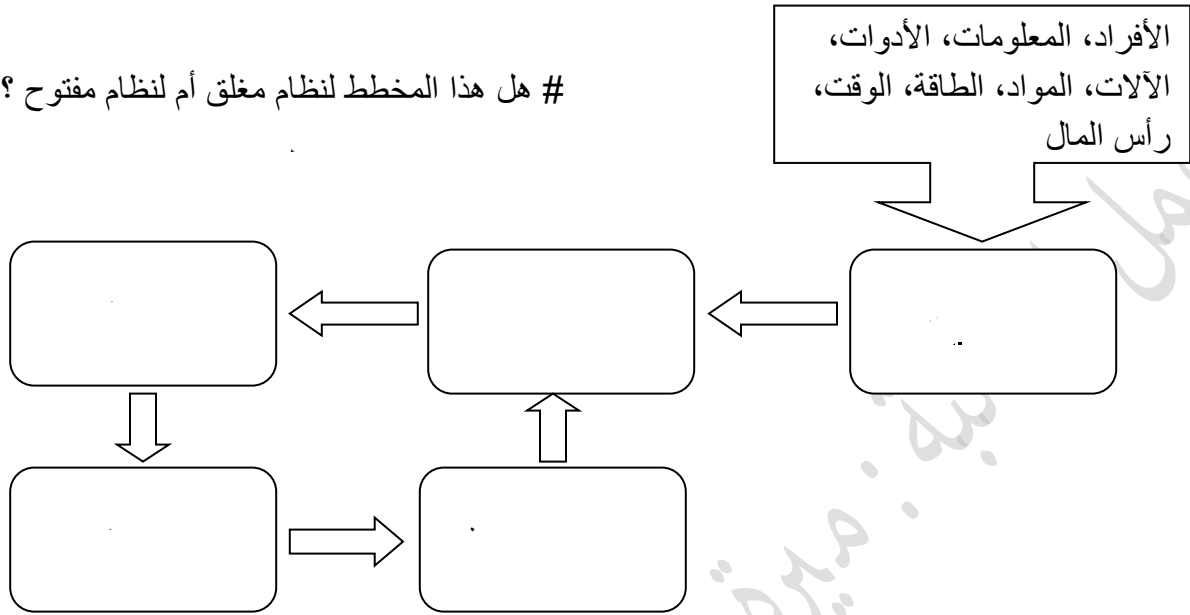 الأفراد، المعلومات، الأدوات،
الآلات، المواد، الطاقة، الوقت،
رأس المال
# هل هذا المخطط لنظام مغلق أم لنظام مفتوح ؟